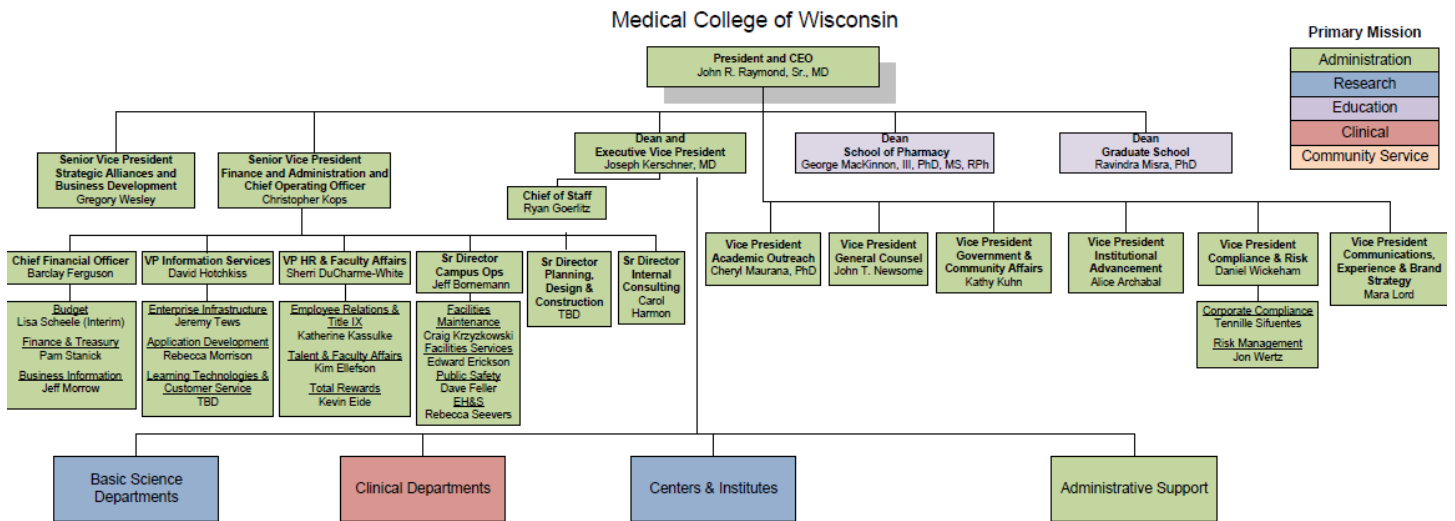 Medical College of Wisconsin
Primary Mission
Administration
Research
Education
Clinical
Community Service
President and CEO
John R. Raymond, Sr., MD
Senior Vice President
Strategic Alliances and
Business Development
Gregory Wesley
Senior Vice President
Finance and Administration and
Chief Operating Officer
Christopher Kops
Dean and
Executive Vice President
Joseph Kerschner, MD
Dean
School of Pharmacy
George MacKinnon, III, PhD, MS, RPh
Dean
Graduate School
Ravindra Misra, PhD
Chief of Staff
Ryan Goerlitz
Chief Financial Officer
Barclay Ferguson
VP Information Services
David Hotchkiss
VP HR & Faculty Affairs
Sherri DuCharme-White
Sr Director
Campus Ops
Jeff Bornemann
Sr Director
Planning,
Design &
Construction
TBD
Sr Director
Internal
Consulting
Carol
Harmon
Vice President
Academic Outreach
Cheryl Maurana, PhD
Vice President
General Counsel
John T. Newsome
Vice President
Government &
Community Affairs
Kathy Kuhn
Vice President
Institutional
Advancement
Alice Archabal
Vice President
Compliance & Risk
Daniel Wickeham
Vice President
Communications,
Experience & Brand
Strategy
Mara Lord
Budget
Lisa Scheele (Interim)
Finance & Treasury
Pam Stanick
Business Information
Jeff Morrow
Enterprise Infrastructure
Jeremy Tews
Application Development
Rebecca Morrison
Learning Technologies &
Customer Service
TBD
Employee Relations &
Title IX
Katherine Kassulke
Talent & Faculty Affairs
Kim Ellefson
Total Rewards
Kevin Eide
Facilities
Maintenance
Craig Krzyzkowski
Facilities Services
Edward Erickson
Public Safety
Dave Feller
EH&S
Rebecca Seevers
Corporate Compliance
Tennille Sifuentes
Risk Management
Jon Wertz
Basic Science
Departments
Clinical Departments
Centers & Institutes
Administrative Support